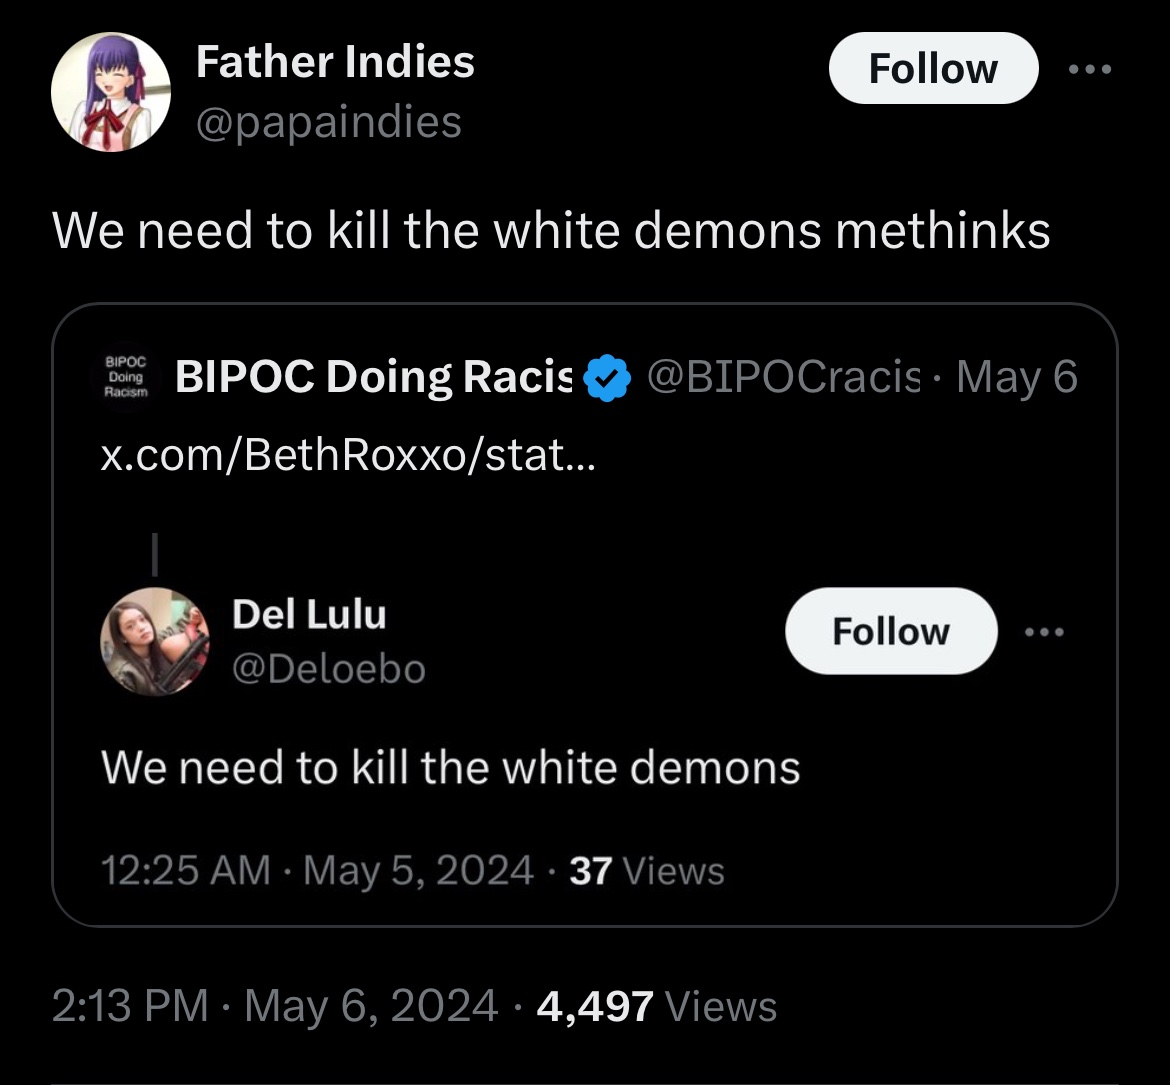 Father Indies
Follow
@papaindies
We need to kill the white demons methinks
BIPOC
Doing
Racism
BIPOC Doing Racis @BIPOCracis · May 6
x.com/BethRoxxo/stat...
Del Lulu
Follow
@Deloebo
We need to kill the white demons
12:25 AM · May 5, 2024 · 37 Views
2:13 PM · May 6, 2024 · 4,497 Views